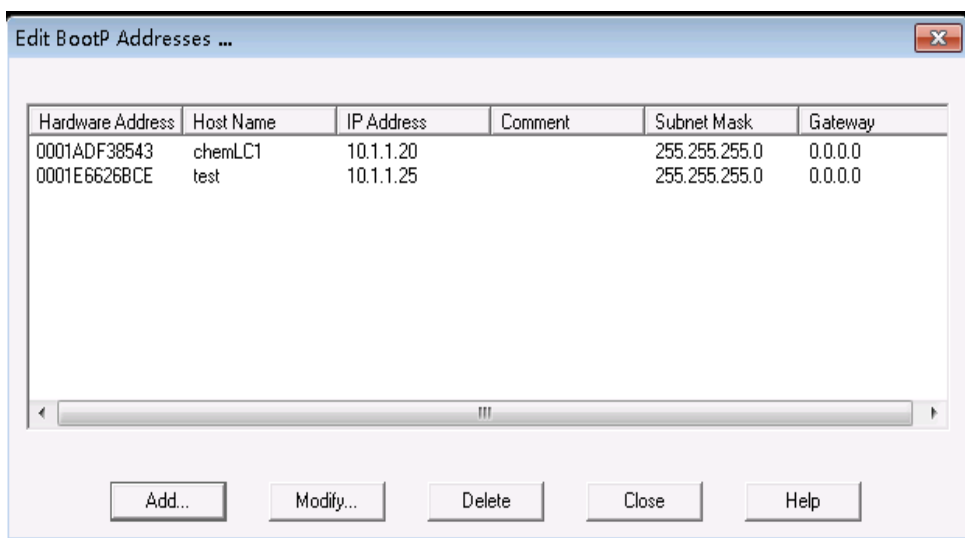 Edit BootP Addresses ...
Hardware Address Host Name IP Address Comment Subnet Mask Gateway
0001ADF38543 chemLC1 10.1.1.20 255.255.255.0 0.0.0.0
0001E6626BCE test 10.1.1.25 255.255.255.0 0.0.0.0
Add... Modify... Delete Close Help